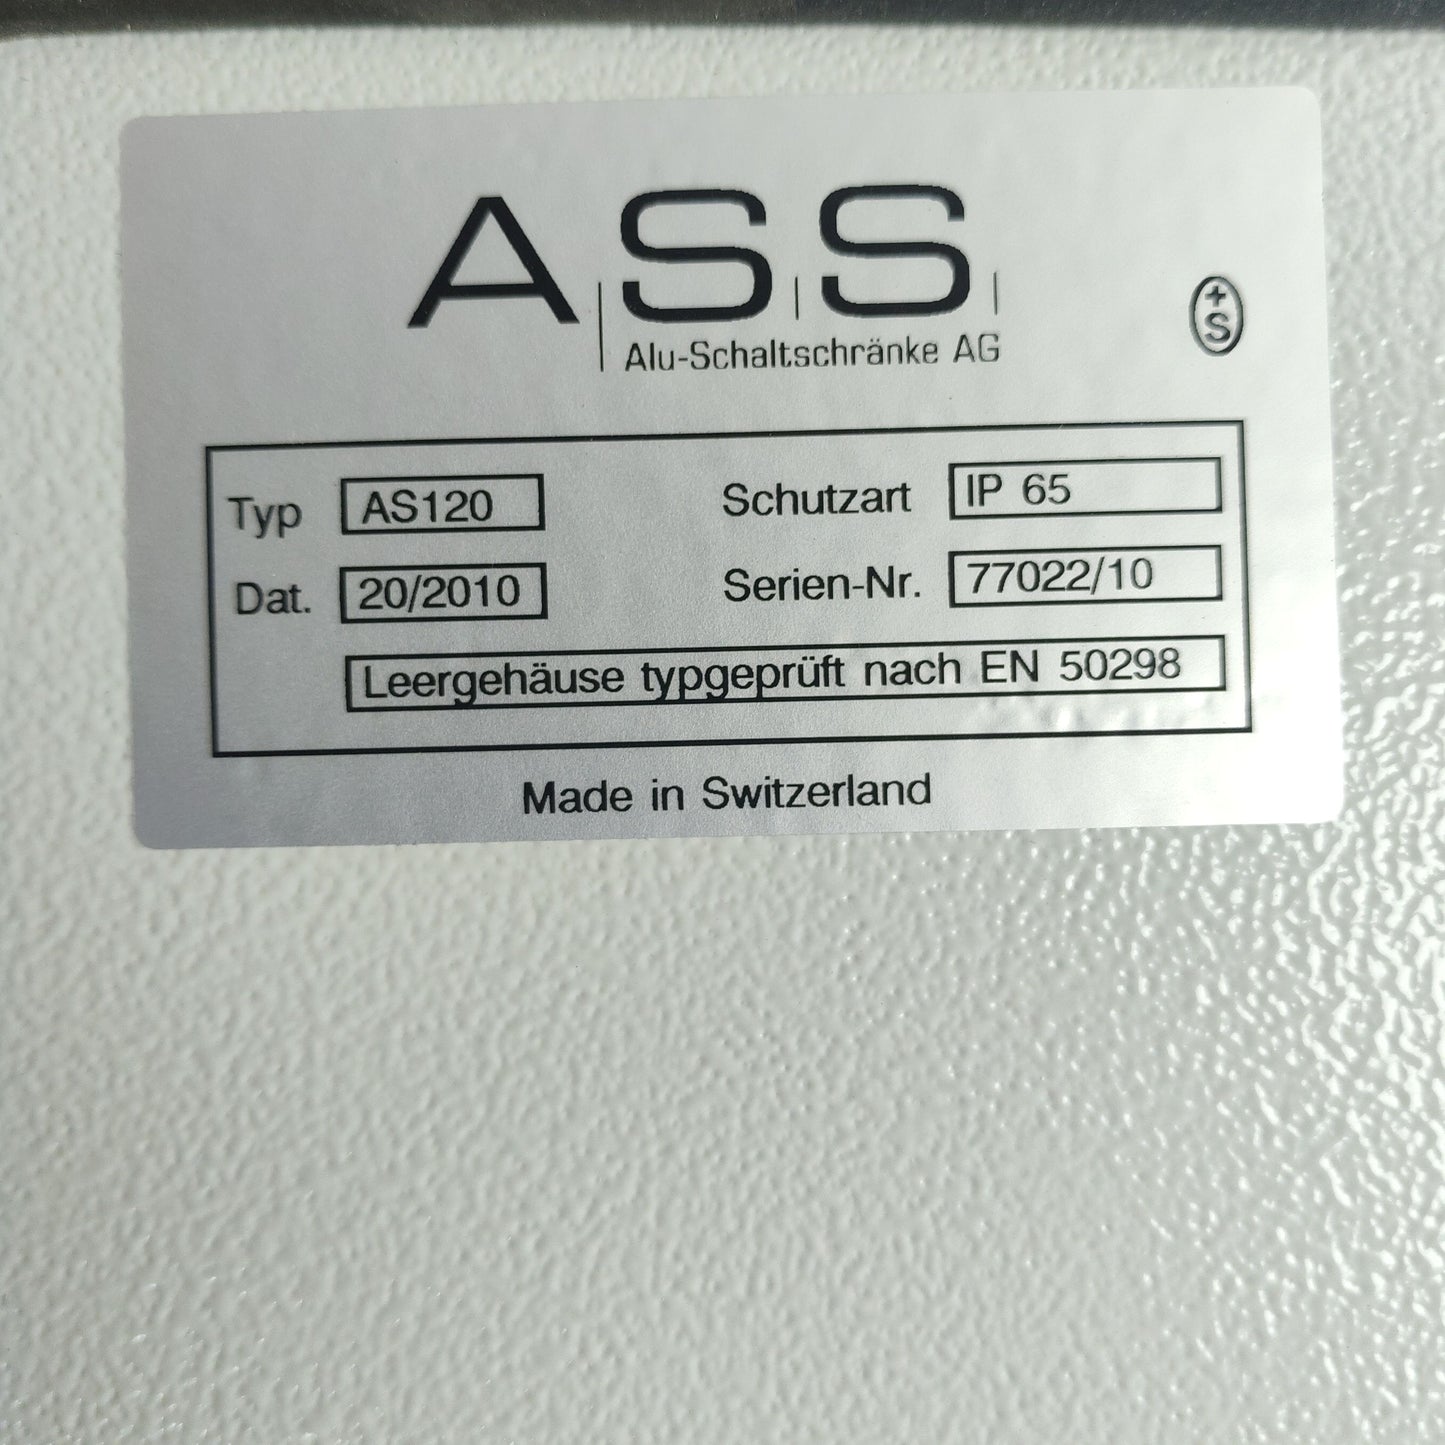 A.S.S.
Alu-Schaltschränke AG
+
S
Typ AS120 Schutzart IP 65
Dat. 20/2010 Serien-Nr. 77022/10
Leergehäuse typgeprüft nach EN 50298
Made in Switzerland